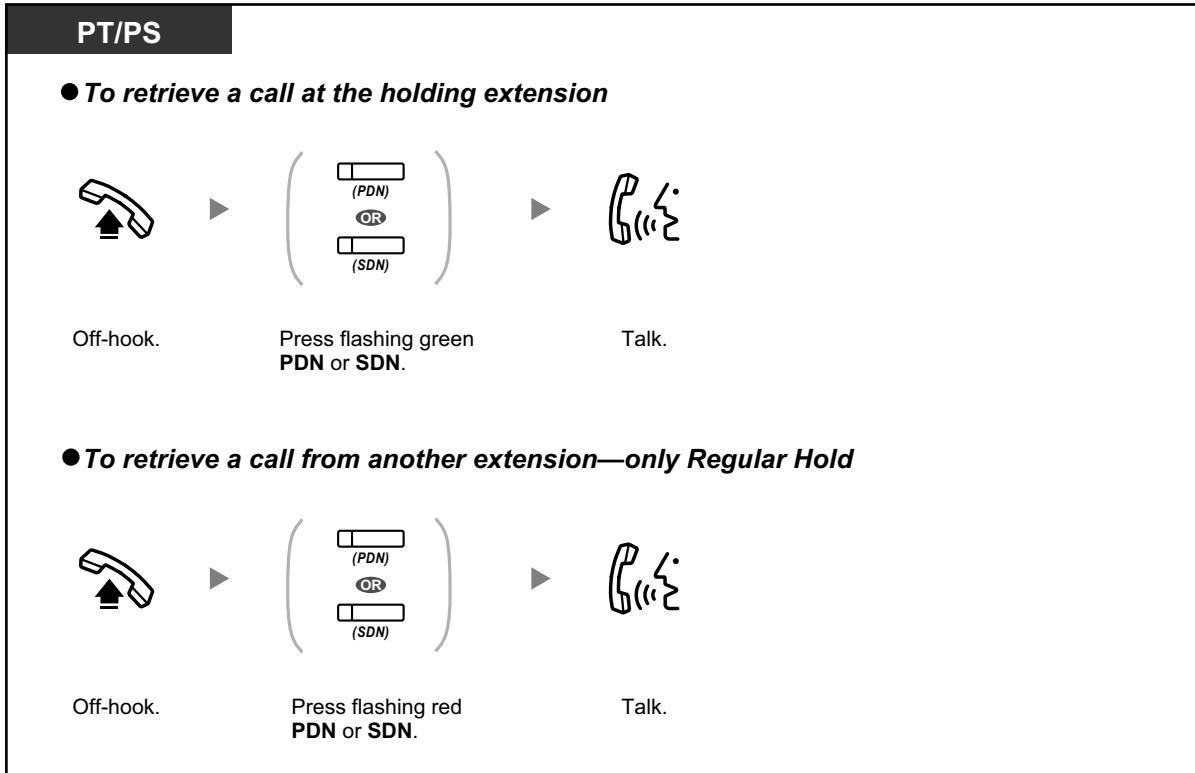 PT/PS
● To retrieve a call at the holding extension
(PDN)
OR
(SDN)
Off-hook.
Press flashing green
PDN or SDN.
Talk.
● To retrieve a call from another extension—only Regular Hold
(PDN)
OR
(SDN)
Off-hook.
Press flashing red
PDN or SDN.
Talk.